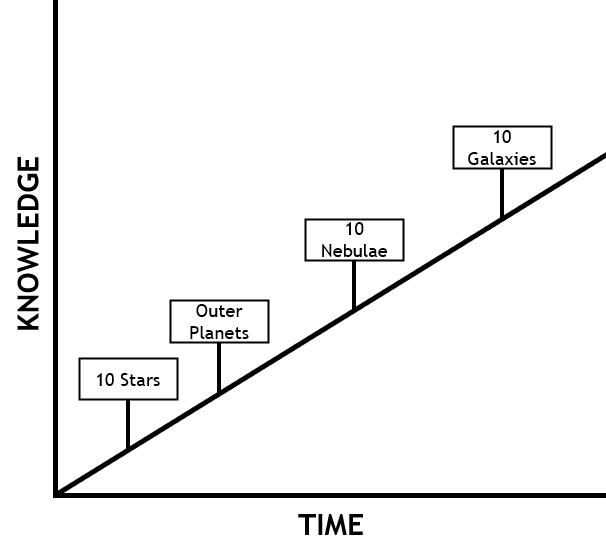 10
Galaxies
10
Nebulae
Outer
Planets
10 Stars
KNOWLEDGE
TIME